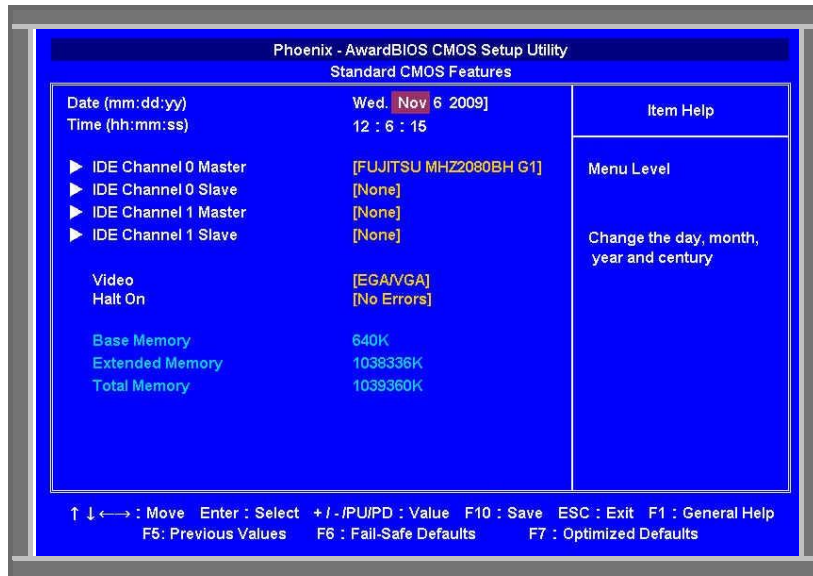 Phoenix - AwardBIOS CMOS Setup Utility
Standard CMOS Features
Date (mm:dd:yy) Wed. Nov 6 2009]
Time (hh:mm:ss) 12 : 6 : 15
Item Help
▶ IDE Channel 0 Master [FUJITSU MHZ2080BH G1]
▶ IDE Channel 0 Slave [None]
▶ IDE Channel 1 Master [None]
▶ IDE Channel 1 Slave [None]
Video [EGA/VGA]
Halt On [No Errors]
Base Memory 640K
Extended Memory 1038336K
Total Memory 1039360K
Menu Level
Change the day, month,
year and century
↑ ↓ ←→ : Move Enter : Select + / - /PU/PD : Value F10 : Save ESC : Exit F1 : General Help
F5: Previous Values F6 : Fail-Safe Defaults F7 : Optimized Defaults